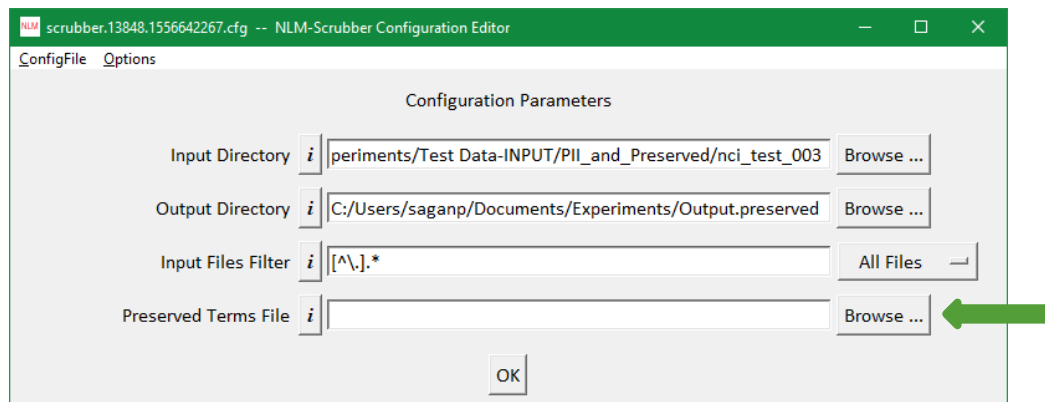 NLM scrubber.13848.1556642267.cfg -- NLM-Scrubber Configuration Editor
ConfigFile Options
Configuration Parameters
Input Directory i periments/Test Data-INPUT/PII_and_Preserved/nci_test_003 Browse ...
Output Directory i C:/Users/saganp/Documents/Experiments/Output.preserved Browse ...
Input Files Filter i [^\.].* All Files
Preserved Terms File i Browse ...
OK